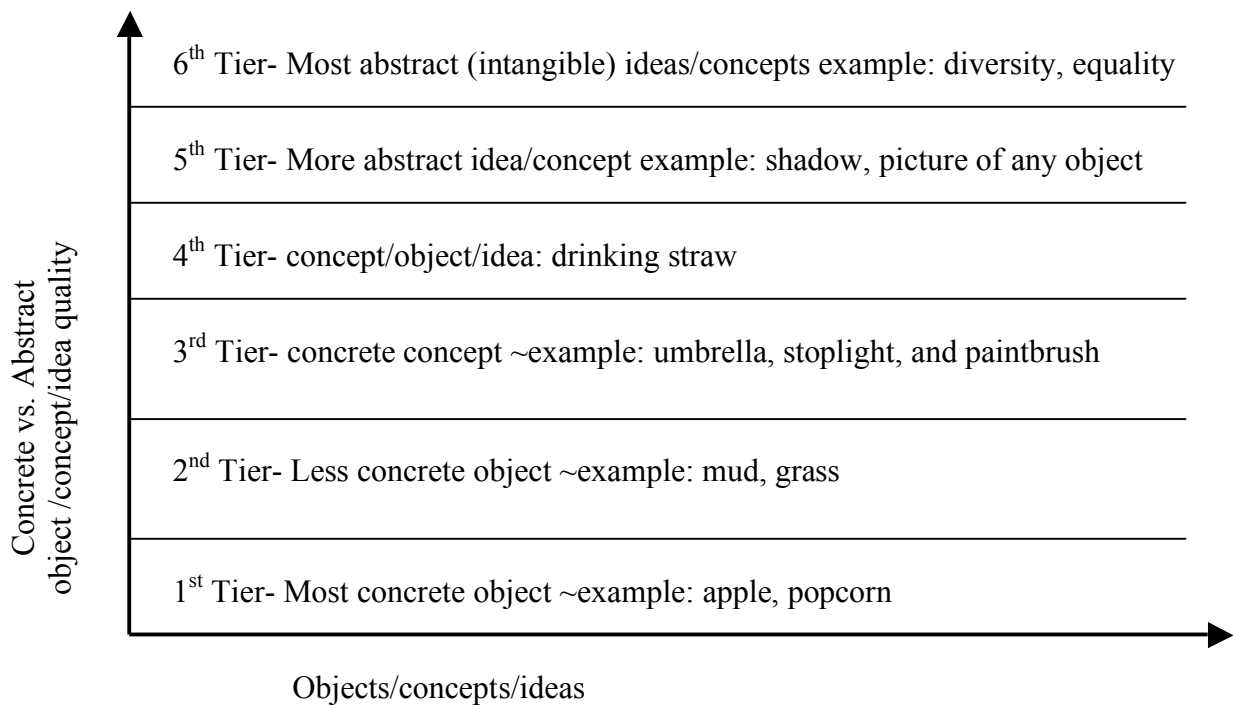 6th Tier- Most abstract (intangible) ideas/concepts example: diversity, equality
5th Tier- More abstract idea/concept example: shadow, picture of any object
4th Tier- concept/object/idea: drinking straw
3rd Tier- concrete concept ~example: umbrella, stoplight, and paintbrush
2nd Tier- Less concrete object ~example: mud, grass
1st Tier- Most concrete object ~example: apple, popcorn
Concrete vs. Abstract
object /concept/idea quality
Objects/concepts/ideas